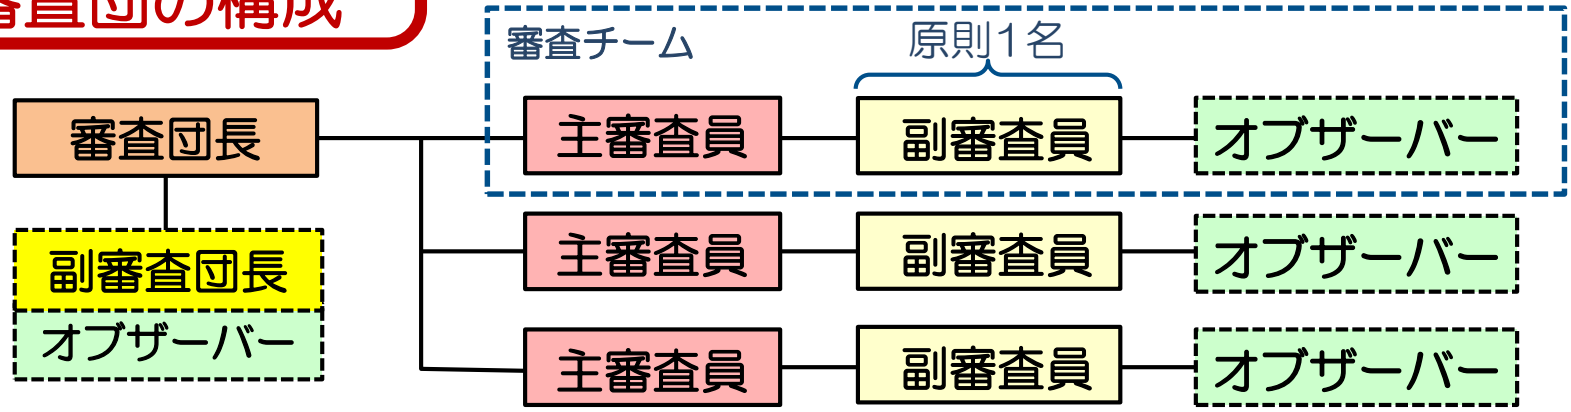 審査団の構成
審査チーム
原則1名
審査団長
主審査員
副審査員
オブザーバー
副審査団長
オブザーバー
主審査員
副審査員
オブザーバー
主審査員
副審査員
オブザーバー